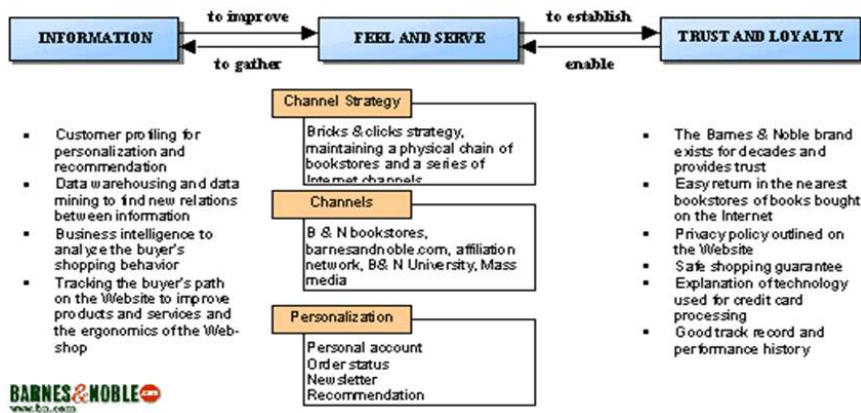 to improve
to establish
INFORMATION
FEEL AND SERVE
TRUST AND LOYALTY
to gather
enable
Customer profiling for
personalization and
recommendation
Data warehousing and data
mining to find new relations
between information
Business intelligence to
analyze the buyer's
shopping behavior
Tracking the buyer's path
on the Website to improve
products and services and
the ergonomics of the Web-
shop
Channel Strategy
Bricks & clicks strategy,
maintaining a physical chain of
bookstores and a series of
Internet channels
Channels
B & N bookstores,
barnesandnoble.com, affiliation
network, B& N University, Mass
media
Personalization
Personal account
Order status
Newsletter
Recommendation
The Barnes & Noble brand
exists for decades and
provides trust
Easy return in the nearest
bookstores of books bought
on the Internet
Privacy policy outlined on
the Website
Safe shopping guarantee
Explanation of technology
used for credit card
processing
Good track record and
performance history
BARNES&NOBLE.com
www.bn.com